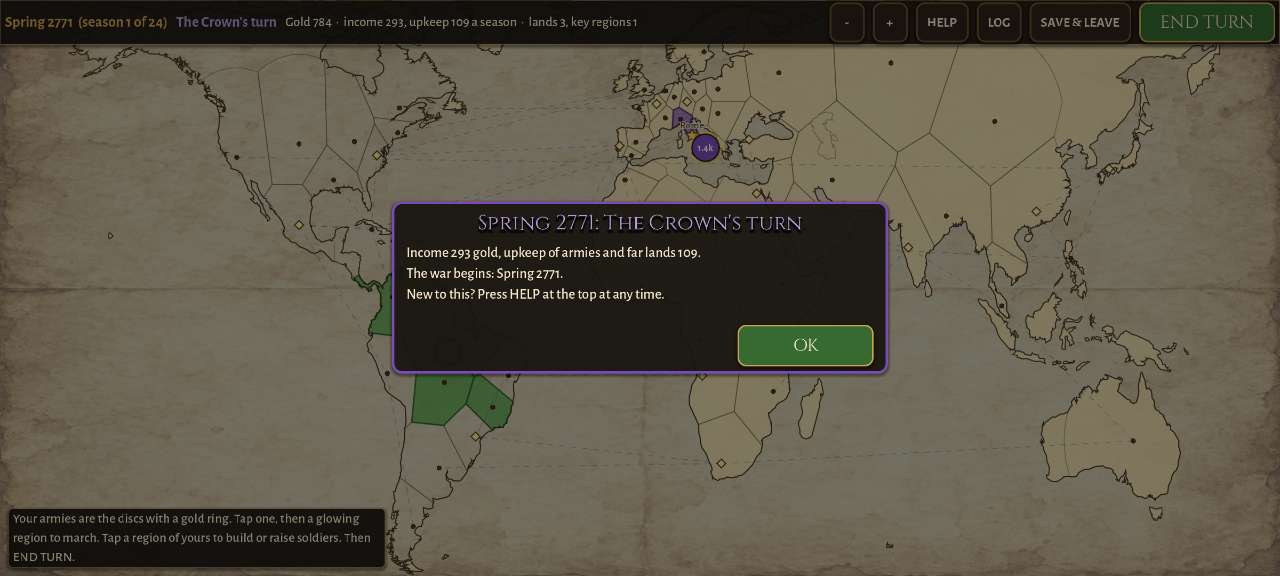 Spring 2771 (season 1 of 24) The Crown's turn Gold 784 · income 293, upkeep 109 a season · lands 3, key regions 1
- + HELP LOG SAVE & LEAVE END TURN
Rome
1.4k
SPRING 2771: THE CROWN'S TURN
Income 293 gold, upkeep of armies and far lands 109.
The war begins: Spring 2771.
New to this? Press HELP at the top at any time.
OK
Your armies are the discs with a gold ring. Tap one, then a glowing
region to march. Tap a region of yours to build or raise soldiers. Then
END TURN.